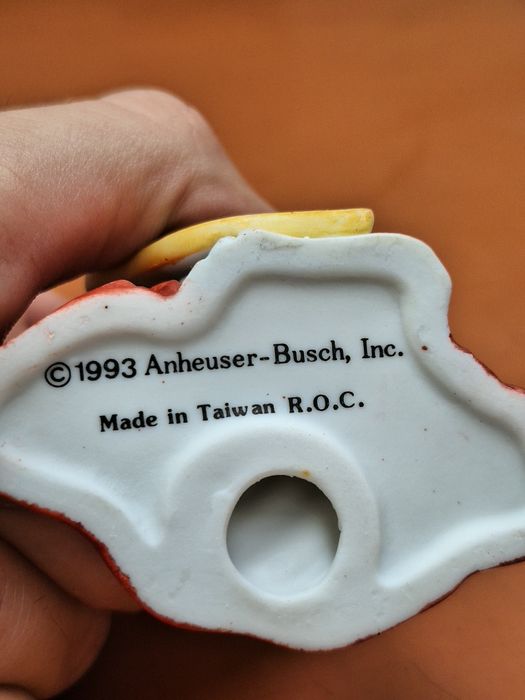 ©1993 Anheuser-Busch, Inc.
Made in Taiwan R.O.C.